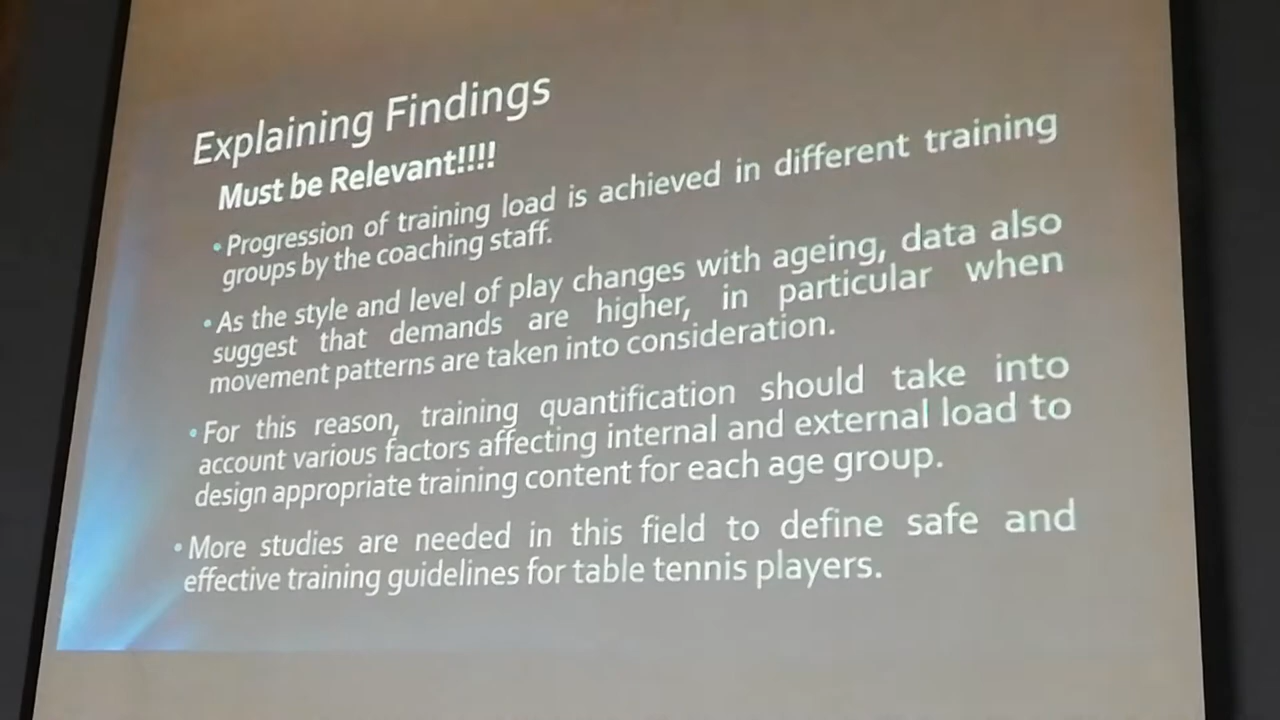 Explaining Findings
Must be Relevant!!!!
•Progression of training load is achieved in different training
groups by the coaching staff.
•As the style and level of play changes with ageing, data also
suggest that demands are higher, in particular when
movement patterns are taken into consideration.
•For this reason, training quantification should take into
account various factors affecting internal and external load to
design appropriate training content for each age group.
•More studies are needed in this field to define safe and
effective training guidelines for table tennis players.